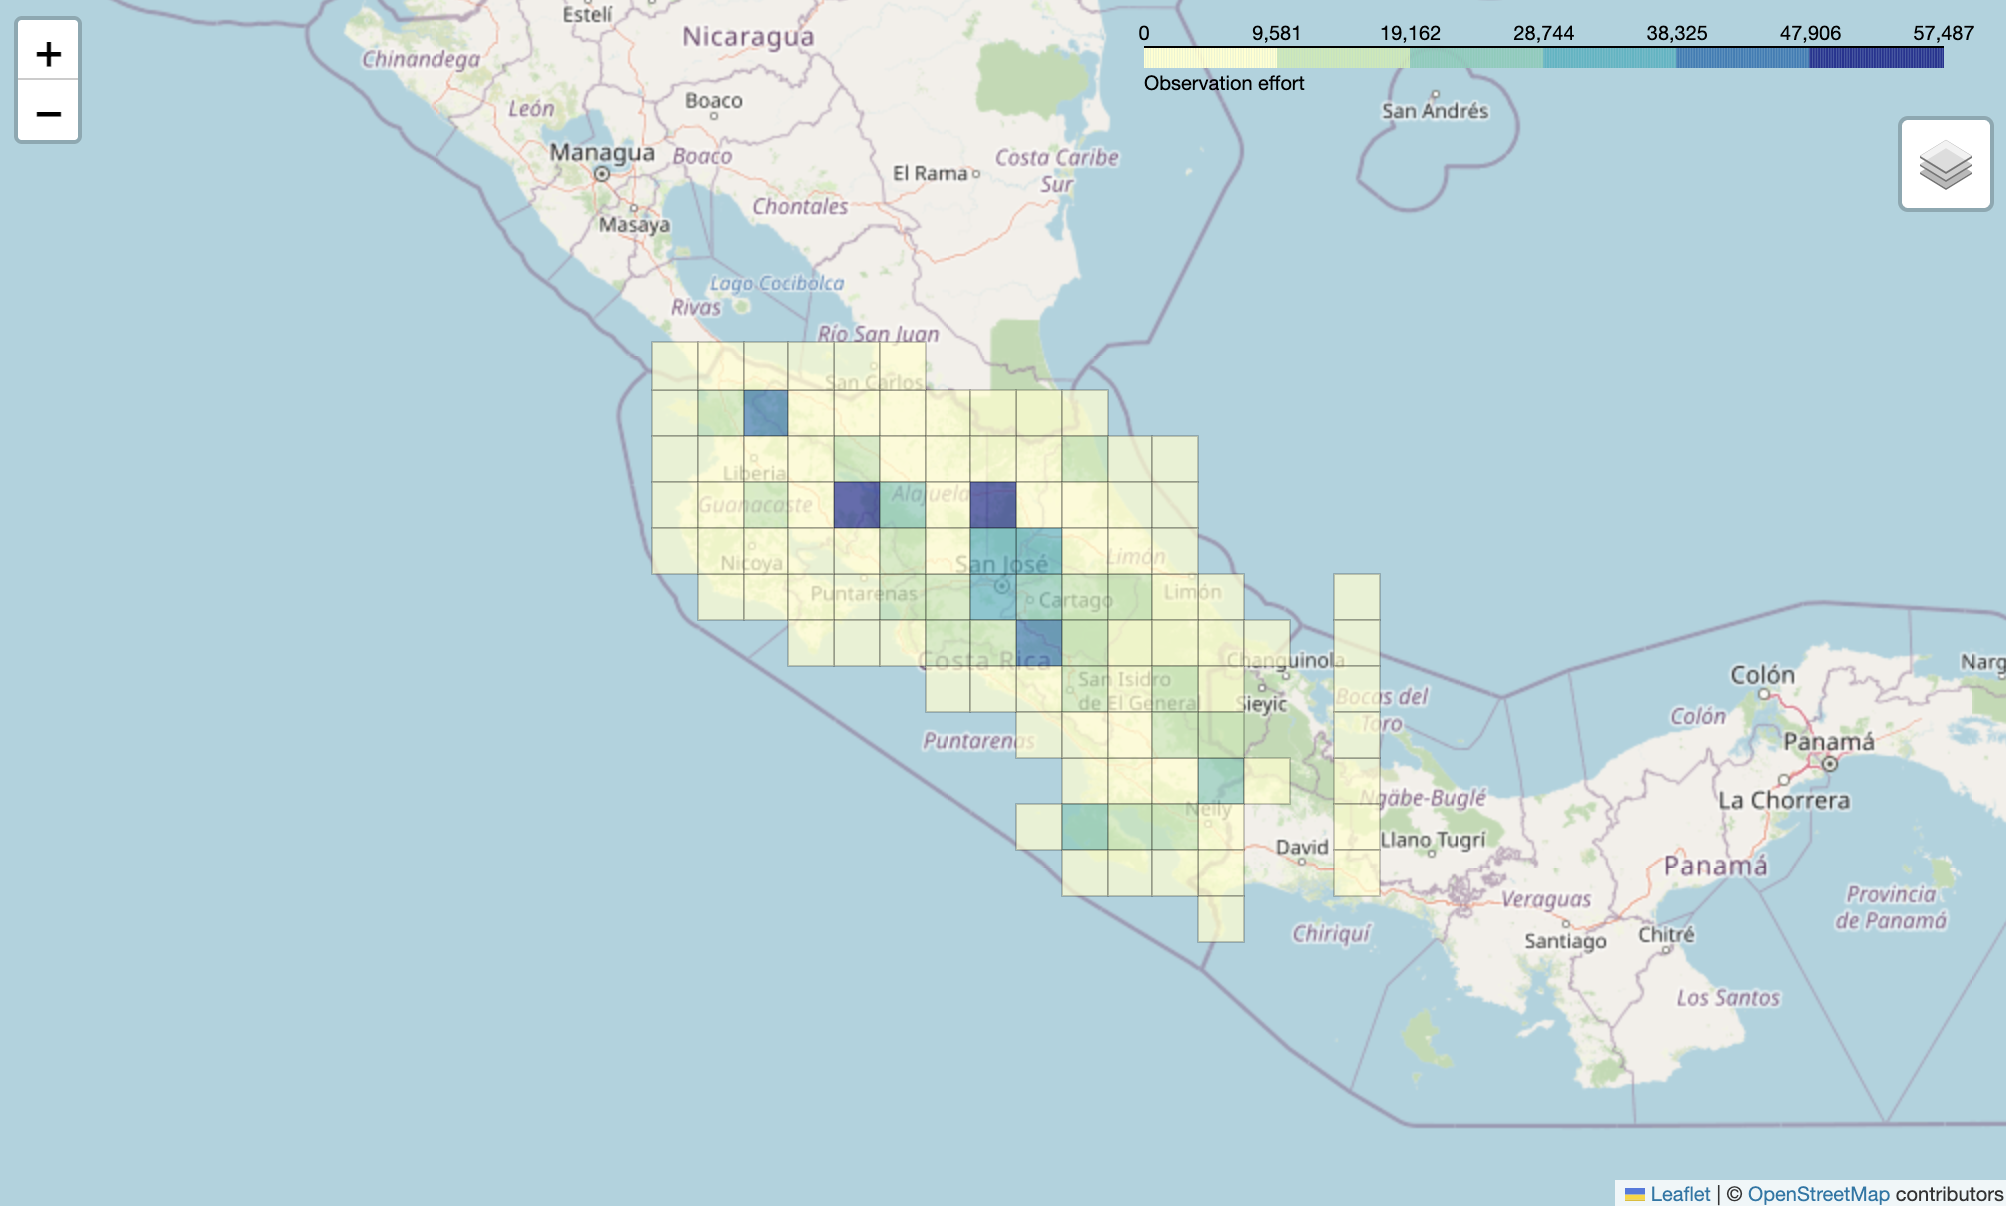 +
−
0 9,581 19,162 28,744 38,325 47,906 57,487
Observation effort
Estelí
Nicaragua
Chinandega
León
Boaco
San Andrés
Managua
Boaco
Costa Caribe
Sur
El Rama
Chontales
Masaya
Lago Cocibolca
Rivas
Río San Juan
San Carlos
Liberia
Guanacaste
Alajuela
Nicoya
San José
Limón
Puntarenas
Cartago
Limón
Costa Rica
Changuinola
San Isidro
de El General
Sieyic
Bocas del
Toro
Colón
Narg
Colón
Puntarenas
Panamá
Ngäbe-Buglé
La Chorrera
Neily
David
Llano Tugrí
Panamá
Veraguas
Provincia
de Panamá
Chiriquí
Santiago
Chitré
Los Santos
Leaflet | © OpenStreetMap contributors